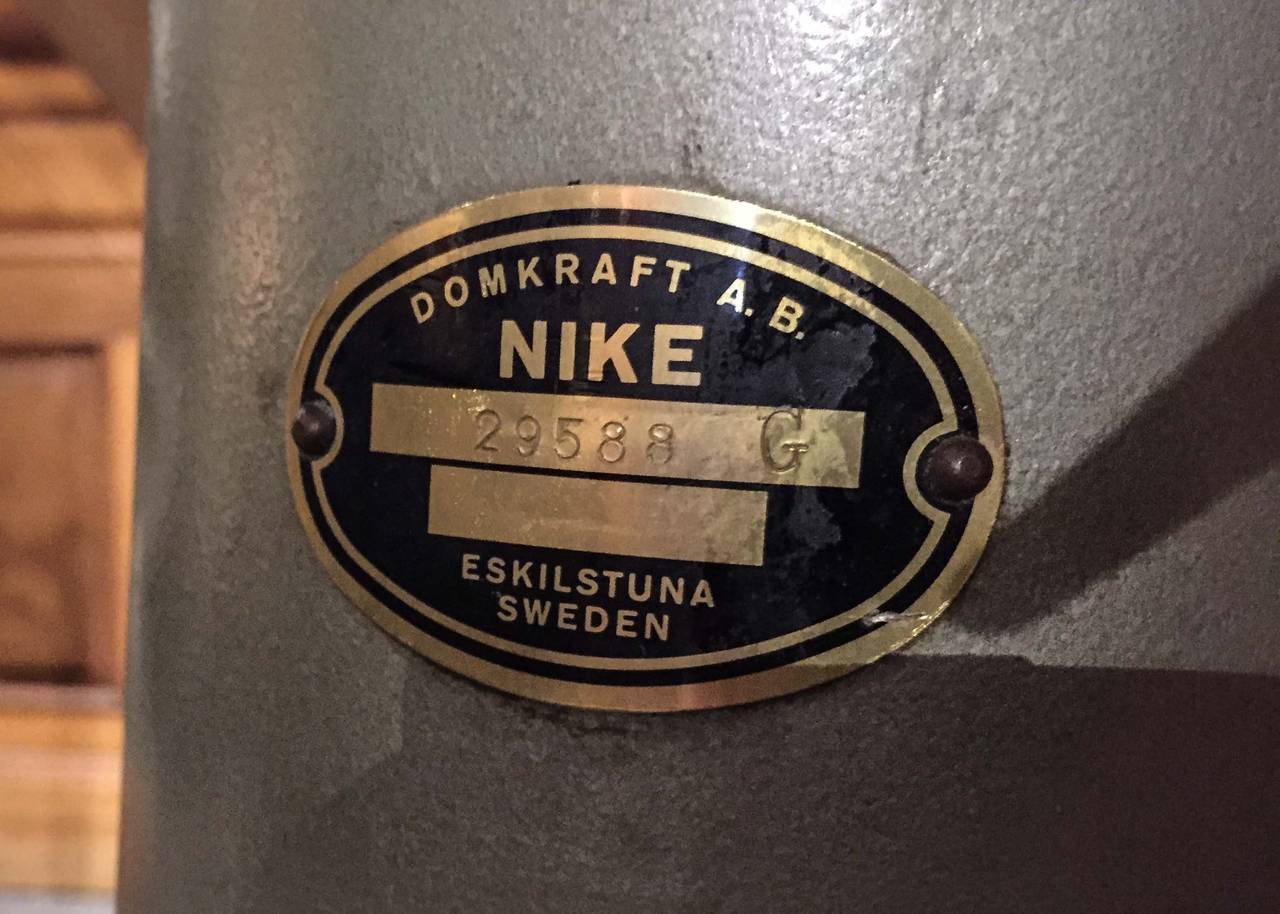 DOMKRAFT A.B.
NIKE
29588 G
ESKILSTUNA
SWEDEN